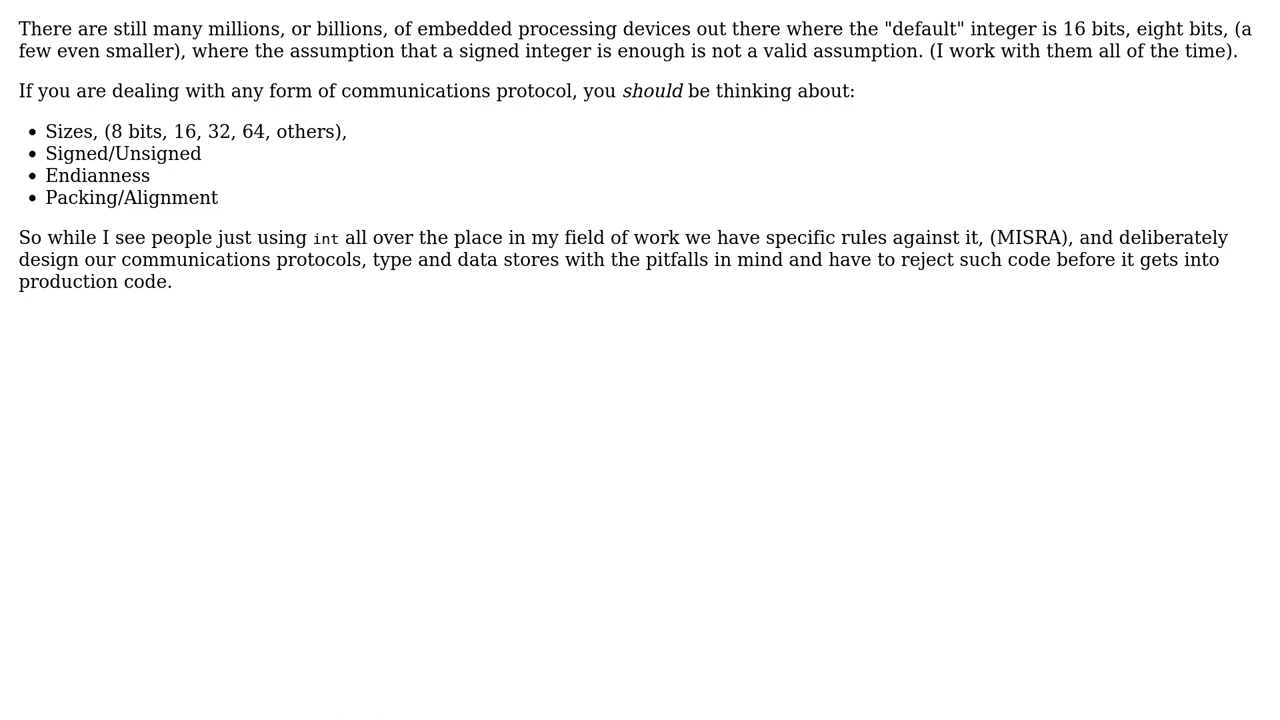 There are still many millions, or billions, of embedded processing devices out there where the "default" integer is 16 bits, eight bits, (a
few even smaller), where the assumption that a signed integer is enough is not a valid assumption. (I work with them all of the time).
If you are dealing with any form of communications protocol, you should be thinking about:
• Sizes, (8 bits, 16, 32, 64, others),
• Signed/Unsigned
• Endianness
• Packing/Alignment
So while I see people just using int all over the place in my field of work we have specific rules against it, (MISRA), and deliberately
design our communications protocols, type and data stores with the pitfalls in mind and have to reject such code before it gets into
production code.